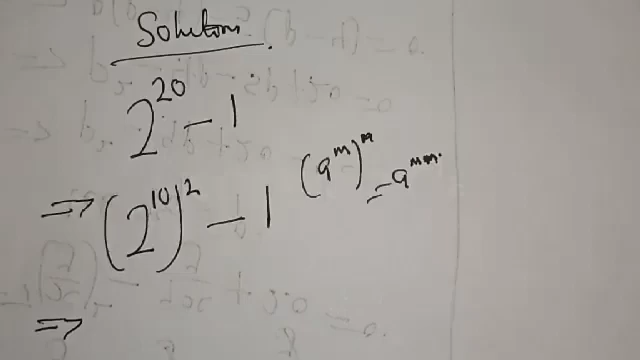 Solution
2^20 - 1
=> (2^10)^2 - 1
(a^m)^n
= a^mn.
=>